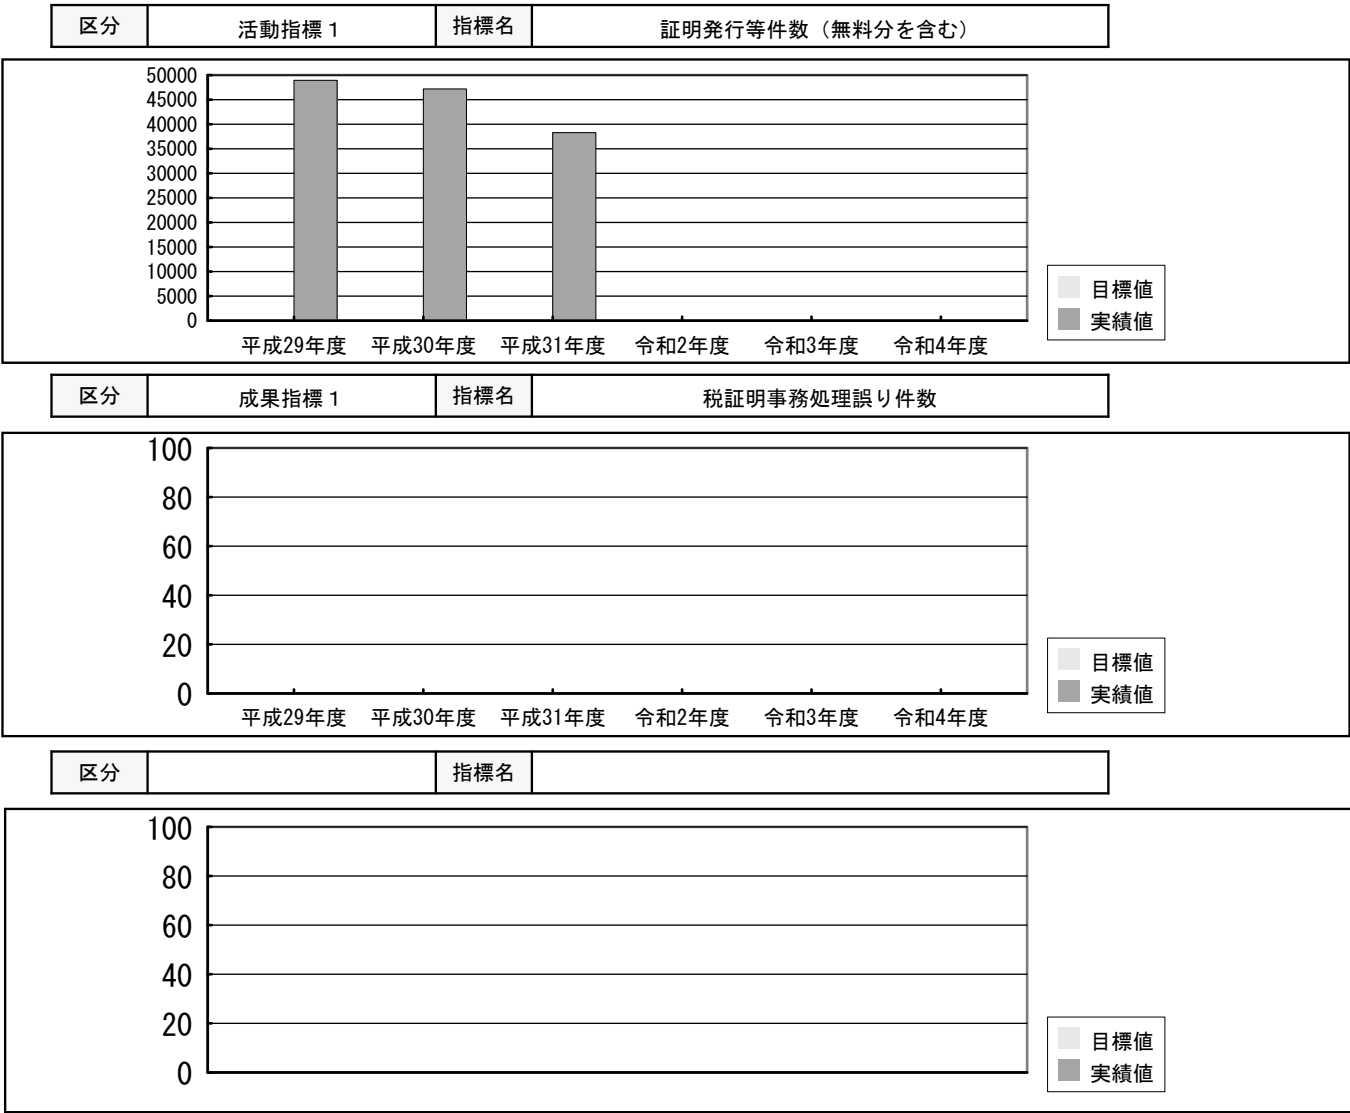 区分 活動指標１ 指標名 証明発行等件数（無料分を含む）
50000
45000
40000
35000
30000
25000
20000
15000
10000
5000
0
平成29年度 平成30年度 平成31年度 令和2年度 令和3年度 令和4年度
目標値
実績値
区分 成果指標１ 指標名 税証明事務処理誤り件数
100
80
60
40
20
0
平成29年度 平成30年度 平成31年度 令和2年度 令和3年度 令和4年度
目標値
実績値
区分 指標名
100
80
60
40
20
0
目標値
実績値